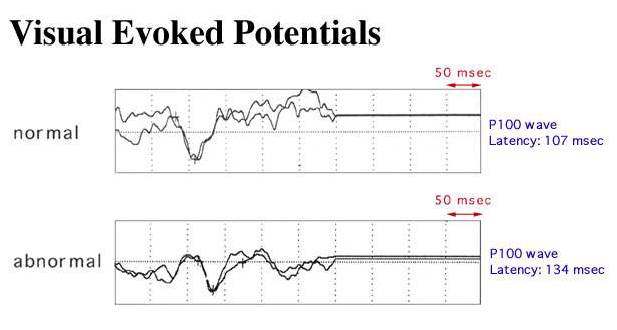 Visual Evoked Potentials
50 msec
normal
P100 wave
Latency: 107 msec
50 msec
abnormal
P100 wave
Latency: 134 msec